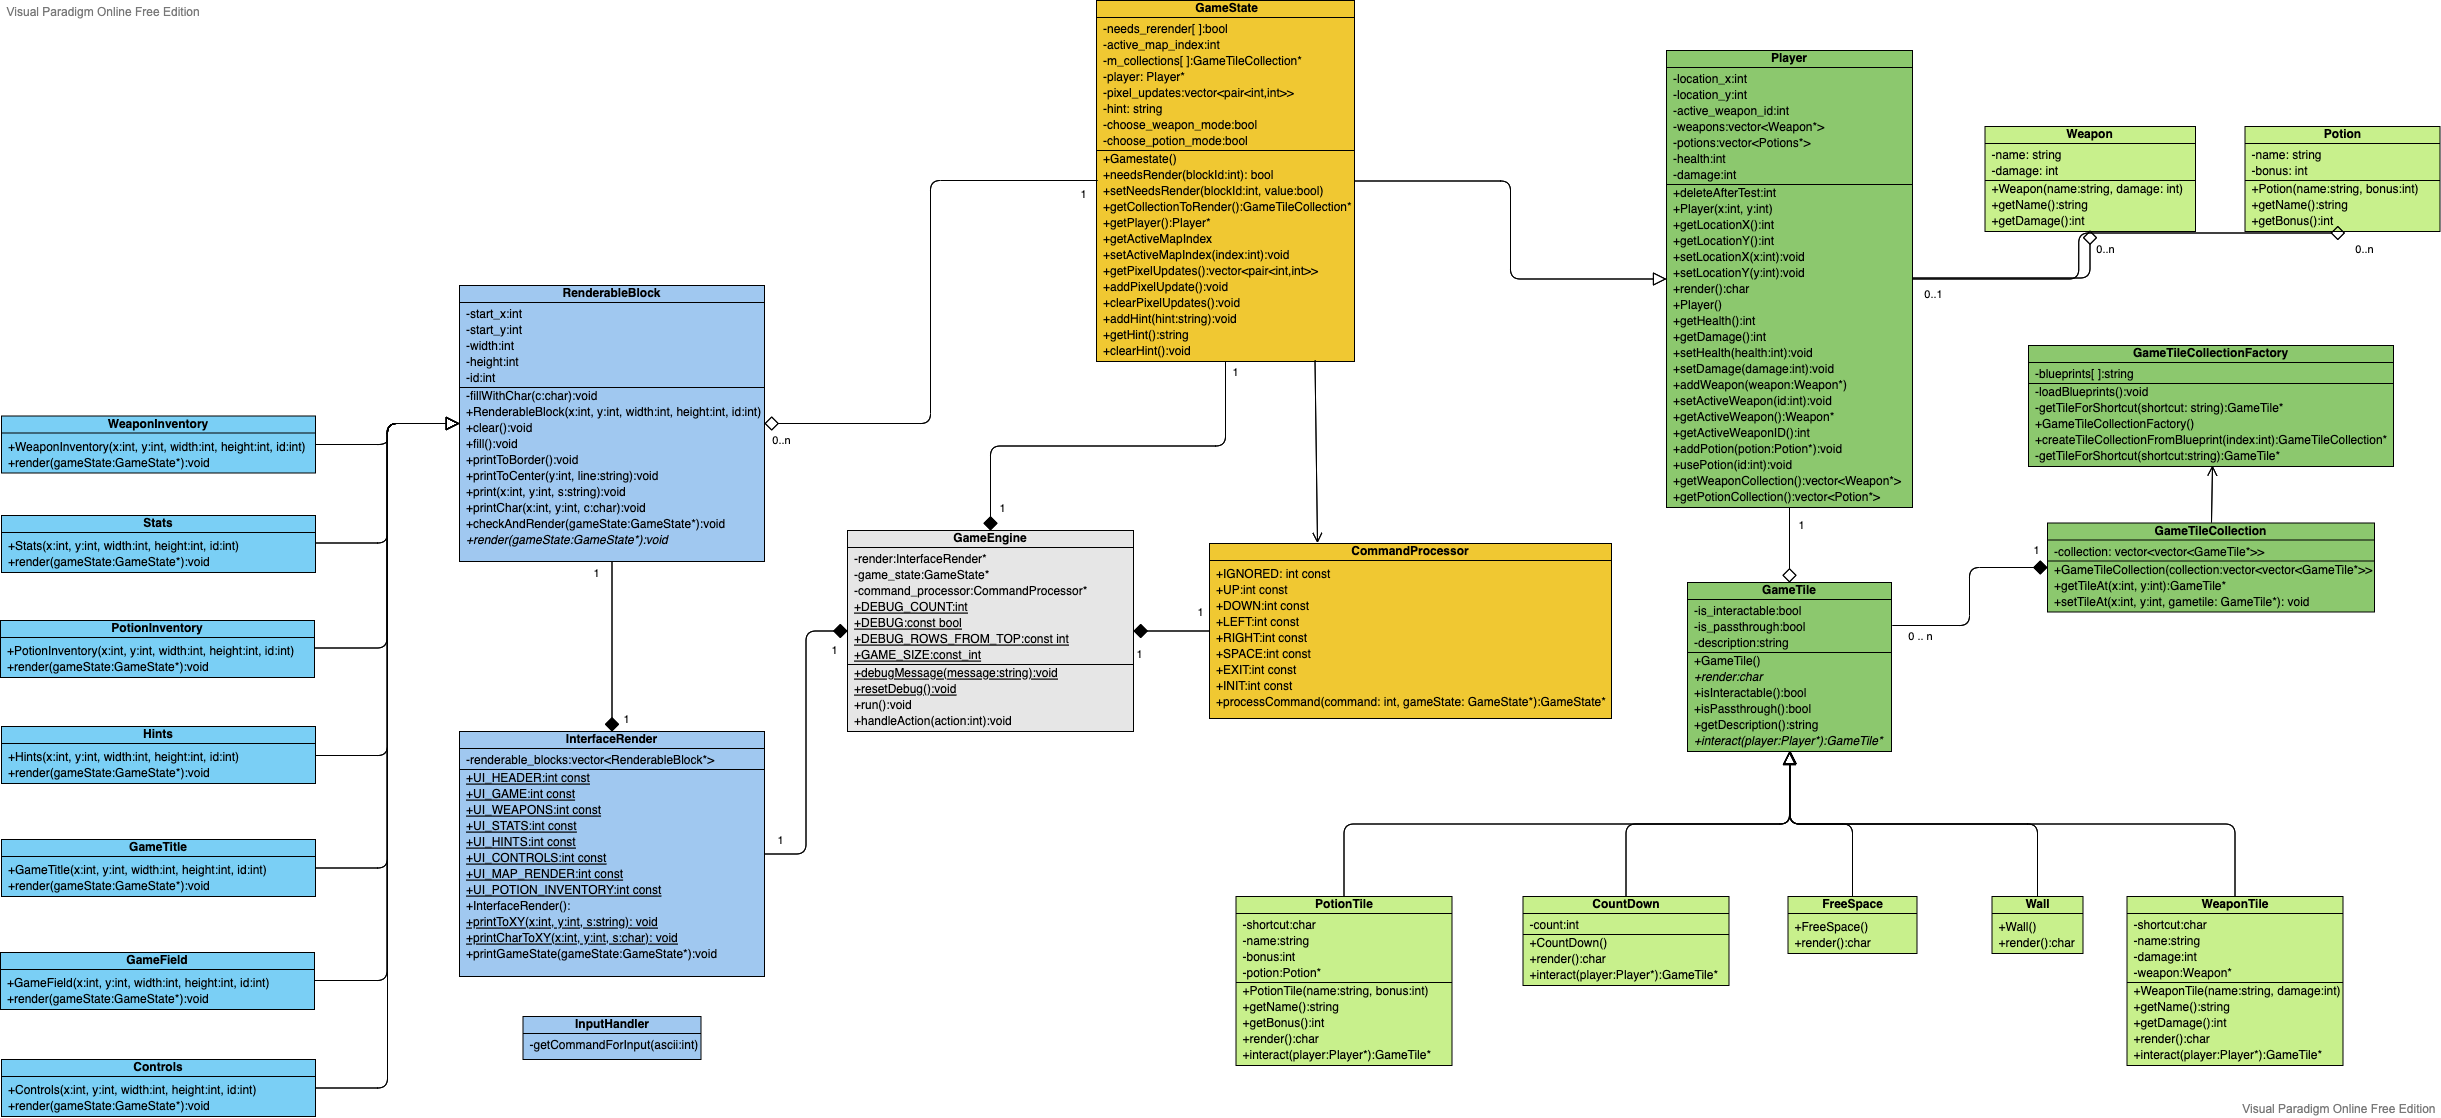 Visual Paradigm Online Free Edition
GameState
-needs_rerender[ ]:bool
-active_map_index:int
-m_collections[ ]:GameTileCollection*
-player: Player*
-pixel_updates:vector<pair<int,int>>
-hint: string
-choose_weapon_mode:bool
-choose_potion_mode:bool
+Gamestate()
+needsRender(blockId:int): bool
+setNeedsRender(blockId:int, value:bool)
+getCollectionToRender():GameTileCollection*
+getPlayer():Player*
+getActiveMapIndex
+setActiveMapIndex(index:int):void
+getPixelUpdates():vector<pair<int,int>>
+addPixelUpdate():void
+clearPixelUpdates():void
+addHint(hint:string):void
+getHint():string
+clearHint():void
1
1
Player
-location_x:int
-location_y:int
-active_weapon_id:int
-weapons:vector<Weapon*>
-potions:vector<Potions*>
-health:int
-damage:int
+deleteAfterTest:int
+Player(x:int, y:int)
+getLocationX():int
+getLocationY():int
+setLocationX(x:int):void
+setLocationY(y:int):void
+render():char
+Player()
+getHealth():int
+getDamage():int
+setHealth(health:int):void
+setDamage(damage:int):void
+addWeapon(weapon:Weapon*)
+setActiveWeapon(id:int):void
+getActiveWeapon():Weapon*
+getActiveWeaponID():int
+addPotion(potion:Potion*):void
+usePotion(id:int):void
+getWeaponCollection():vector<Weapon*>
+getPotionCollection():vector<Potion*>
0..1
1
Weapon
-name: string
-damage: int
+Weapon(name:string, damage: int)
+getName():string
+getDamage():int
0..n
Potion
-name: string
-bonus: int
+Potion(name:string, bonus:int)
+getName():string
+getBonus():int
0..n
RenderableBlock
-start_x:int
-start_y:int
-width:int
-height:int
-id:int
-fillWithChar(c:char):void
+RenderableBlock(x:int, y:int, width:int, height:int, id:int)
+clear():void
+fill():void
+printToBorder():void
+printToCenter(y:int, line:string):void
+print(x:int, y:int, s:string):void
+printChar(x:int, y:int, c:char):void
+checkAndRender(gameState:GameState*):void
+render(gameState:GameState*):void
0..n
1
GameTileCollectionFactory
-blueprints[ ]:string
-loadBlueprints():void
-getTileForShortcut(shortcut: string):GameTile*
+GameTileCollectionFactory()
+createTileCollectionFromBlueprint(index:int):GameTileCollection*
-getTileForShortcut(shortcut:string):GameTile*
WeaponInventory
+WeaponInventory(x:int, y:int, width:int, height:int, id:int)
+render(gameState:GameState*):void
Stats
+Stats(x:int, y:int, width:int, height:int, id:int)
+render(gameState:GameState*):void
PotionInventory
+PotionInventory(x:int, y:int, width:int, height:int, id:int)
+render(gameState:GameState*):void
Hints
+Hints(x:int, y:int, width:int, height:int, id:int)
+render(gameState:GameState*):void
GameTitle
+GameTitle(x:int, y:int, width:int, height:int, id:int)
+render(gameState:GameState*):void
GameField
+GameField(x:int, y:int, width:int, height:int, id:int)
+render(gameState:GameState*):void
Controls
+Controls(x:int, y:int, width:int, height:int, id:int)
+render(gameState:GameState*):void
1
GameEngine
-render:InterfaceRender*
-game_state:GameState*
-command_processor:CommandProcessor*
+DEBUG_COUNT:int
+DEBUG:const bool
+DEBUG_ROWS_FROM_TOP:const int
+GAME_SIZE:const_int
+debugMessage(message:string):void
+resetDebug():void
+run():void
+handleAction(action:int):void
1
1
1
CommandProcessor
+IGNORED: int const
+UP:int const
+DOWN:int const
+LEFT:int const
+RIGHT:int const
+SPACE:int const
+EXIT:int const
+INIT:int const
+processCommand(command: int, gameState: GameState*):GameState*
GameTileCollection
1
-collection: vector<vector<GameTile*>>
+GameTileCollection(collection:vector<vector<GameTile*>>
+getTileAt(x:int, y:int):GameTile*
+setTileAt(x:int, y:int, gametile: GameTile*): void
GameTile
-is_interactable:bool
-is_passthrough:bool
-description:string
+GameTile()
+render:char
+isInteractable():bool
+isPassthrough():bool
+getDescription():string
+interact(player:Player*):GameTile*
0 .. n
1
InterfaceRender
-renderable_blocks:vector<RenderableBlock*>
+UI_HEADER:int const
+UI_GAME:int const
+UI_WEAPONS:int const
+UI_STATS:int const
+UI_HINTS:int const
+UI_CONTROLS:int const
+UI_MAP_RENDER:int const
+UI_POTION_INVENTORY:int const
+InterfaceRender():
+printToXY(x:int, y:int, s:string): void
+printCharToXY(x:int, y:int, s:char): void
+printGameState(gameState:GameState*):void
1
InputHandler
-getCommandForInput(ascii:int)
PotionTile
-shortcut:char
-name:string
-bonus:int
-potion:Potion*
+PotionTile(name:string, bonus:int)
+getName():string
+getBonus():int
+render():char
+interact(player:Player*):GameTile*
CountDown
-count:int
+CountDown()
+render():char
+interact(player:Player*):GameTile*
FreeSpace
+FreeSpace()
+render():char
Wall
+Wall()
+render():char
WeaponTile
-shortcut:char
-name:string
-damage:int
-weapon:Weapon*
+WeaponTile(name:string, damage:int)
+getName():string
+getDamage():int
+render():char
+interact(player:Player*):GameTile*
Visual Paradigm Online Free Edition